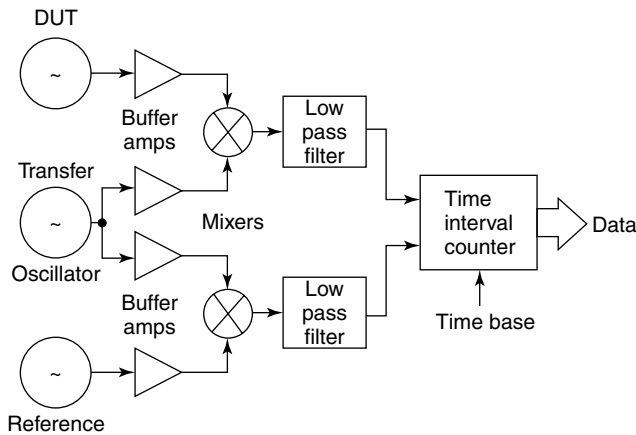 DUT
~
Buffer
amps
Low
pass
filter
Transfer
~
Oscillator
Mixers
Time
interval
counter
Data
Buffer
amps
Low
pass
filter
Time base
~
Reference